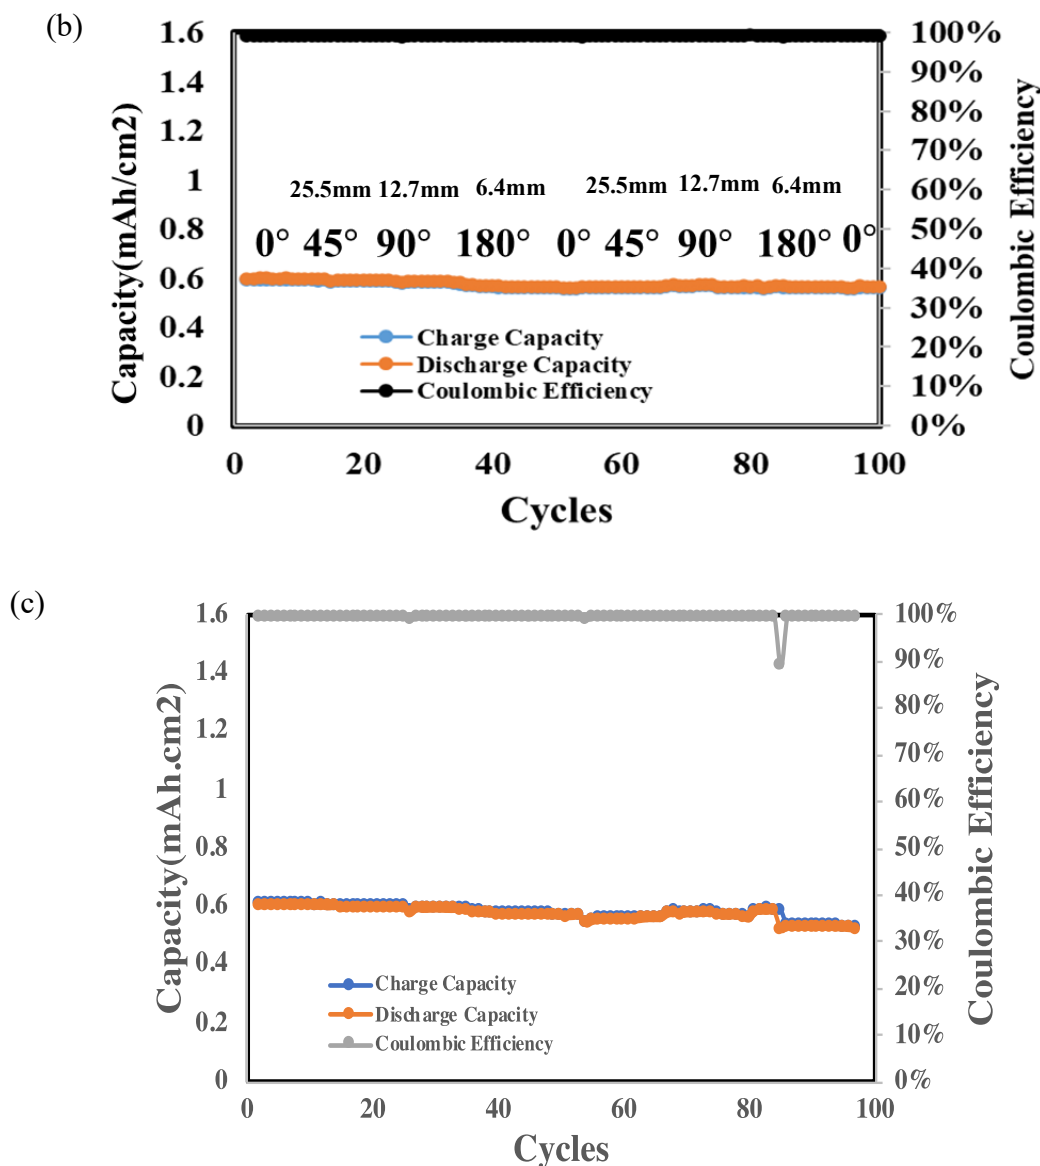 (b)
Capacity(mAh/cm2)
1.6
1.4
1.2
1
0.8
0.6
0.4
0.2
0
25.5mm 12.7mm 6.4mm 25.5mm 12.7mm 6.4mm
0° 45° 90° 180° 0° 45° 90° 180° 0°
Charge Capacity
Discharge Capacity
Coulombic Efficiency
100%
90%
80%
70%
60%
50%
40%
30%
20%
10%
0%
Coulombic Efficiency
0 20 40 60 80 100
Cycles
(c)
Capacity(mAh.cm2)
1.6
1.4
1.2
1
0.8
0.6
0.4
0.2
0
Charge Capacity
Discharge Capacity
Coulombic Efficiency
100%
90%
80%
70%
60%
50%
40%
30%
20%
10%
0%
Coulombic Efficiency
0 20 40 60 80 100
Cycles